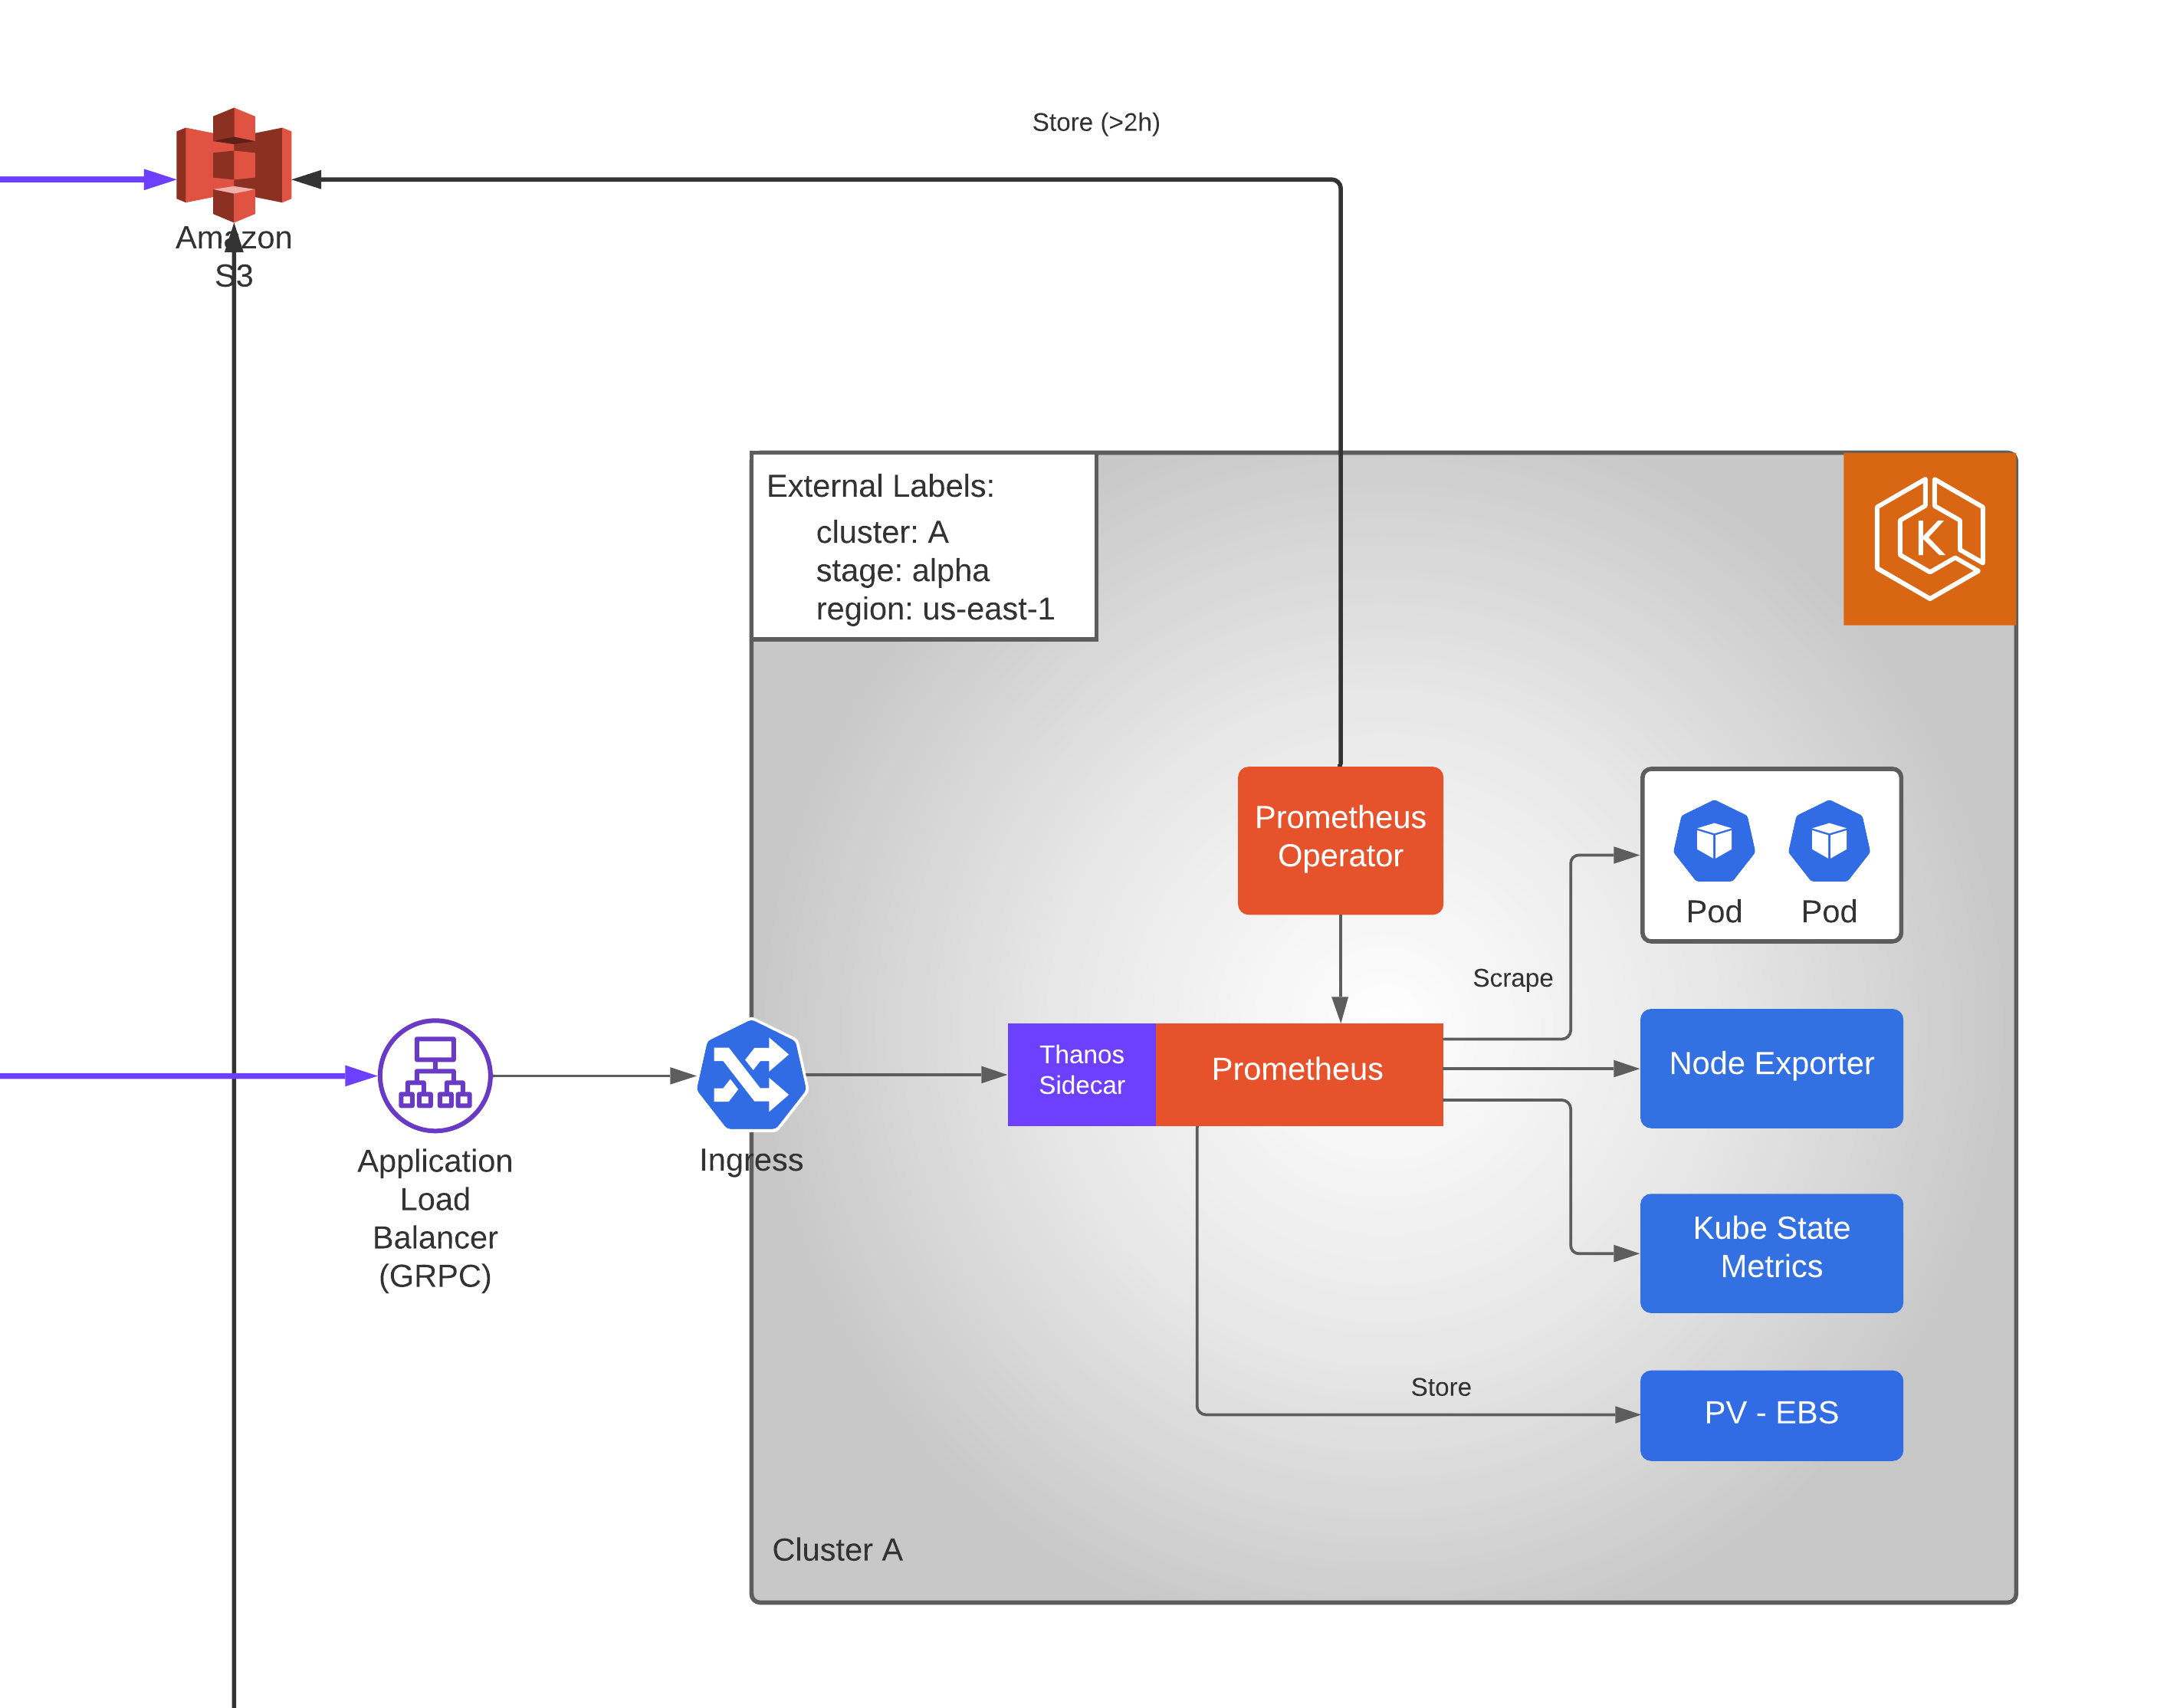 Store (>2h)
Amazon
S3
External Labels:
cluster: A
stage: alpha
region: us-east-1
K
Prometheus
Operator
Pod
Pod
Scrape
Thanos
Sidecar
Prometheus
Node Exporter
Application
Load
Balancer
(GRPC)
Ingress
Kube State
Metrics
Store
PV - EBS
Cluster A